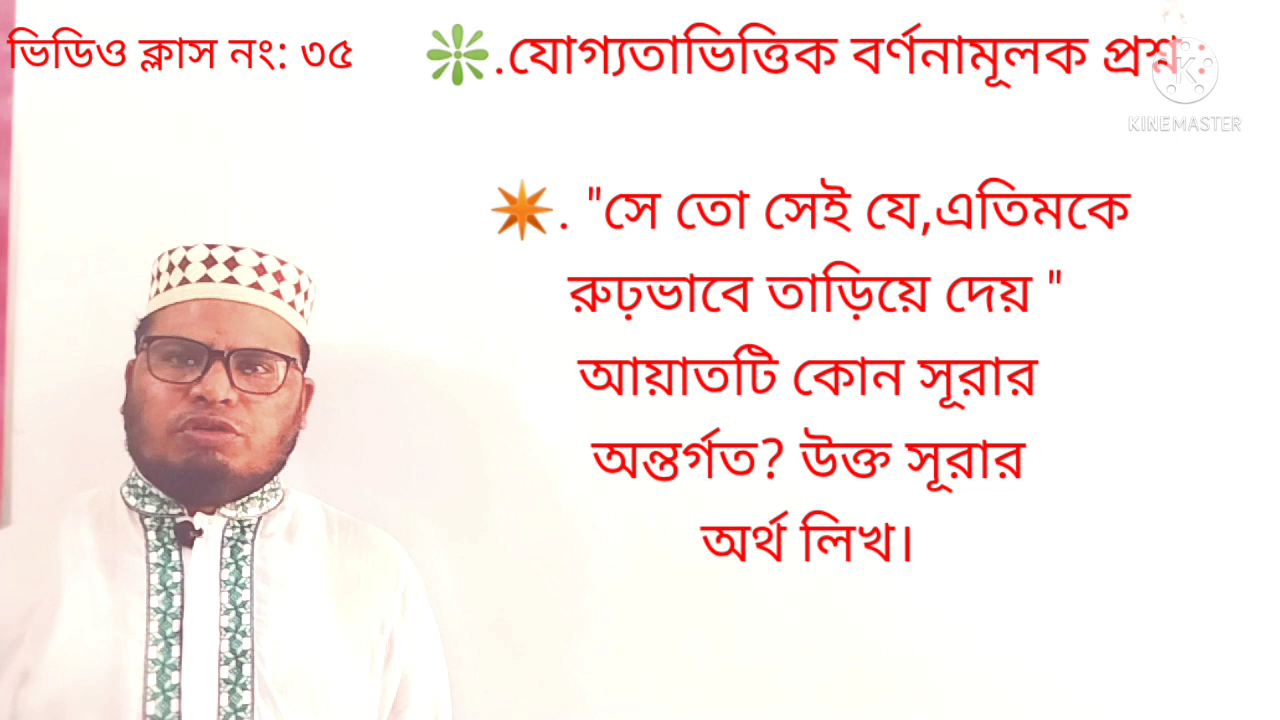 ভিডিও ক্লাস নং: ৩৫
❇.যোগ্যতাভিত্তিক বর্ণনামূলক প্রশ্ন
KINEMASTER
✴. "সে তো সেই যে,এতিমকে
রুঢ়ভাবে তাড়িয়ে দেয় "
আয়াতটি কোন সূরার
অন্তর্গত? উক্ত সূরার
অর্থ লিখ।